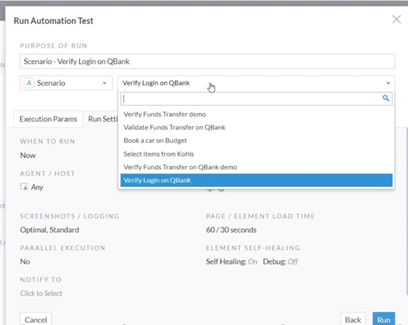 Run Automation Test
PURPOSE OF RUN
Scenario - Verify Login on QBank
A Scenario
Verify Login on QBank
Verify Funds Transfer demo
Validate Funds Transfer on QBank
Book a car on Budget
Select Items from Kohls
Verify Funds Transfer on QBank demo
Verify Login on QBank
Execution Params
Run Setti
WHEN TO RUN
Now
AGENT / HOST
Any
SCREENSHOTS / LOGGING
Optimal, Standard
PAGE / ELEMENT LOAD TIME
60 / 30 seconds
PARALLEL EXECUTION
No
ELEMENT SELF-HEALING
Self Healing: On Debug: Off
NOTIFY TO
Click to Select
Cancel
Back
Run